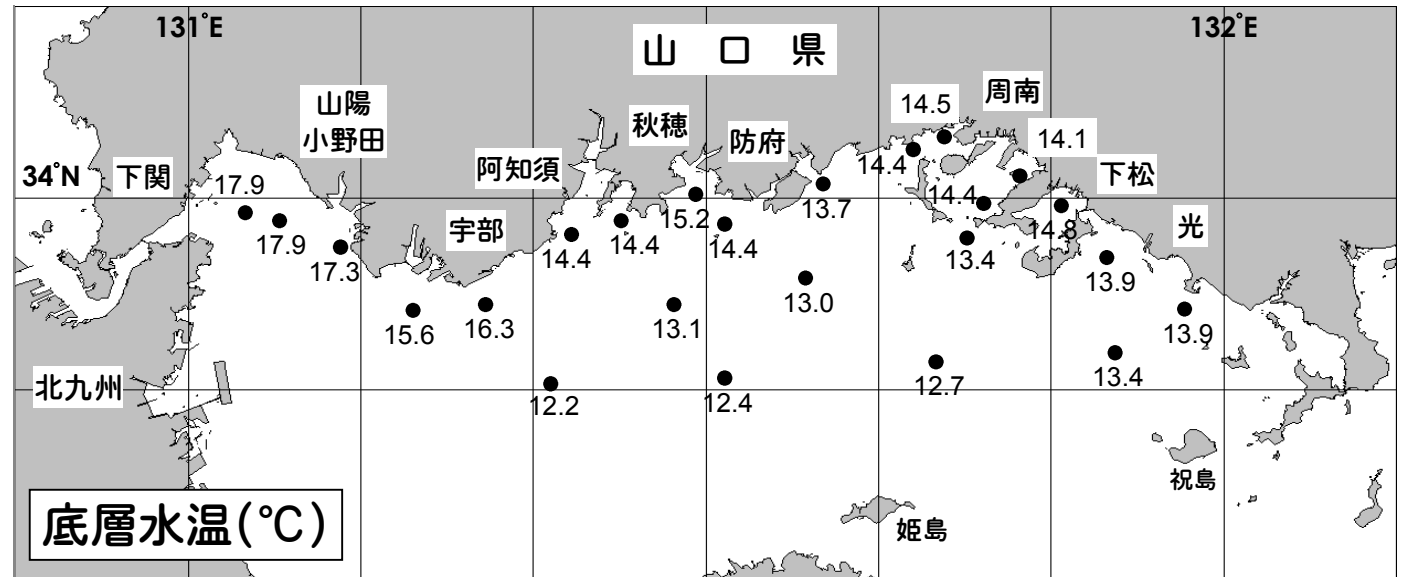 131°E
132°E
山 口 県
周南
14.5
山陽
小野田
秋穂
防府
14.1
14.4
阿知須
下松
34°N
下関
17.9
14.4
15.2
13.7
宇部
光
17.9
14.4
14.4
14.4
14.8
17.3
13.4
13.9
13.0
15.6
16.3
13.1
13.9
北九州
13.4
12.7
12.2
12.4
祝島
底層水温(℃)
姫島